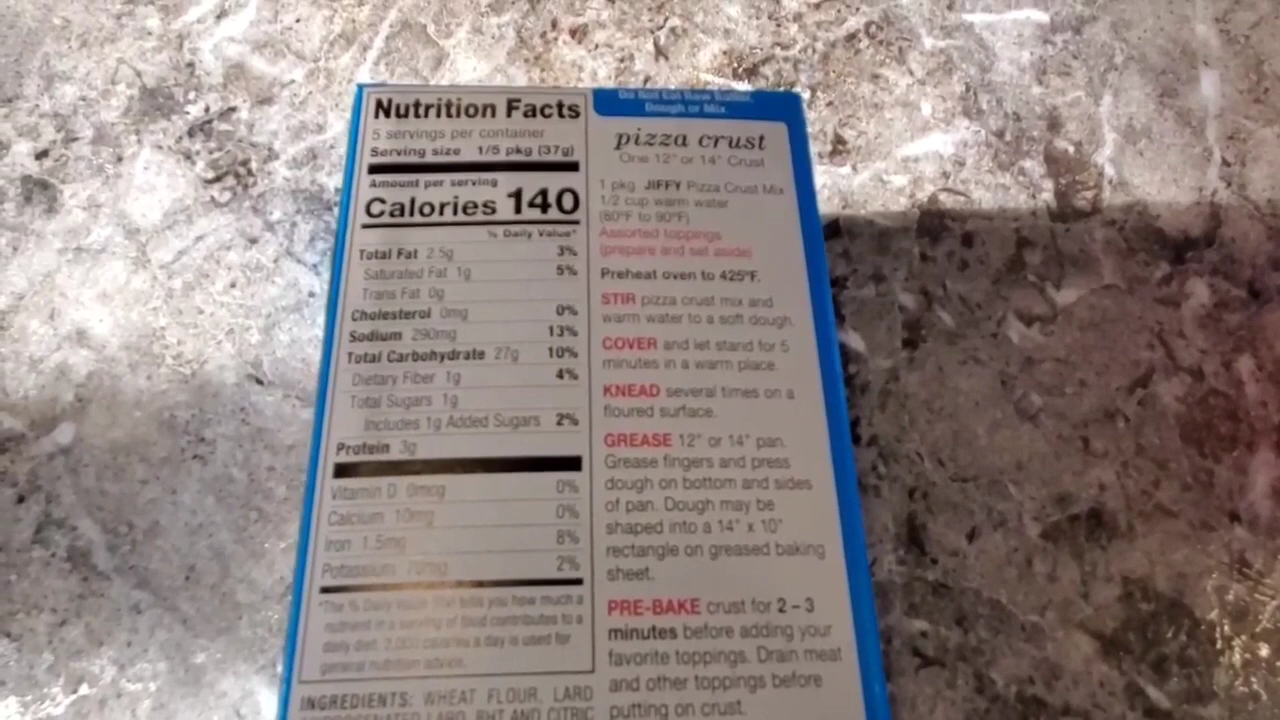 Nutrition Facts
5 servings per container
Serving size 1/5 pkg (37g)
Amount per serving
Calories 140
% Daily Value*
Total Fat 2.5g 3%
Saturated Fat 1g 5%
Trans Fat 0g
Cholesterol 0mg 0%
Sodium 290mg 13%
Total Carbohydrate 27g 10%
Dietary Fiber 1g 4%
Total Sugars 1g
Includes 1g Added Sugars 2%
Protein 3g
Vitamin D 0mcg 0%
Calcium 10mg 0%
Iron 1.5mg 8%
Potassium 70mg 2%
*The % Daily Value tells you how much a
nutrient in a serving of food contributes to a
daily diet. 2,000 calories a day is used for
general nutrition advice.
INGREDIENTS: WHEAT FLOUR, LARD
LARD, BHT AND CITRIC
Do Not Eat Raw Batter,
Dough or Mix.
pizza crust
One 12" or 14" Crust
1 pkg. JIFFY Pizza Crust Mix
1/2 cup warm water
(80°F to 90°F)
Assorted toppings
(prepare and set aside)
Preheat oven to 425°F.
STIR pizza crust mix and
warm water to a soft dough.
COVER and let stand for 5
minutes in a warm place.
KNEAD several times on a
floured surface.
GREASE 12" or 14" pan.
Grease fingers and press
dough on bottom and sides
of pan. Dough may be
shaped into a 14" x 10"
rectangle on greased baking
sheet.
PRE-BAKE crust for 2 – 3
minutes before adding your
favorite toppings. Drain meat
and other toppings before
putting on crust.